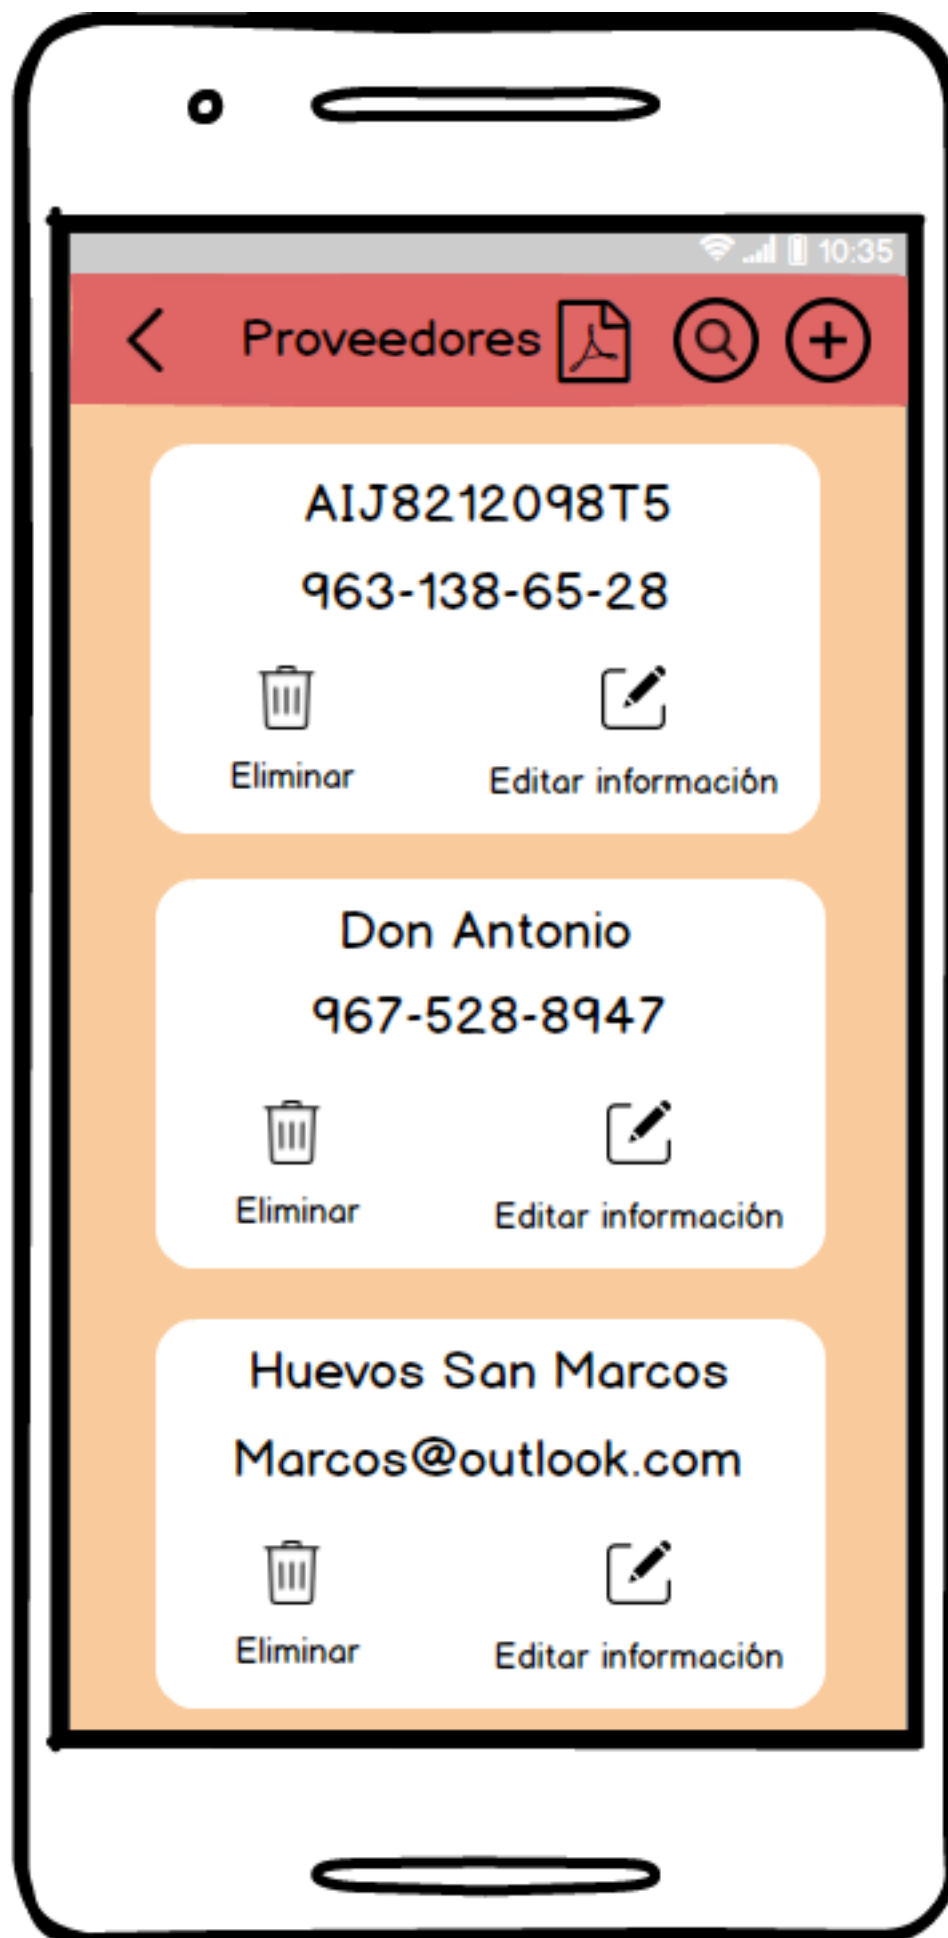 10:35
Proveedores
AIJ8212098T5
963-138-65-28
Eliminar Editar información
Don Antonio
967-528-8947
Eliminar Editar información
Huevos San Marcos
Marcos@outlook.com
Eliminar Editar información